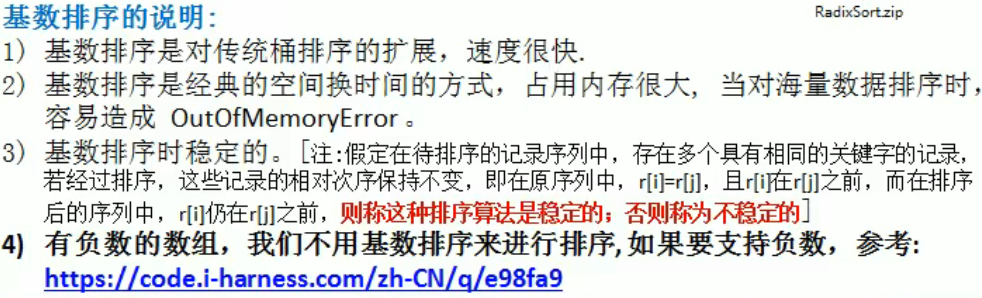 基数排序的说明:
RadixSort.zip
1) 基数排序是对传统桶排序的扩展，速度很快.
2) 基数排序是经典的空间换时间的方式，占用内存很大, 当对海量数据排序时，
容易造成 OutOfMemoryError 。
3) 基数排序时稳定的。[注:假定在待排序的记录序列中，存在多个具有相同的关键字的记录，
若经过排序，这些记录的相对次序保持不变，即在原序列中，r[i]=r[j]，且r[i]在r[j]之前，而在排序
后的序列中，r[i]仍在r[j]之前，则称这种排序算法是稳定的；否则称为不稳定的]
4) 有负数的数组，我们不用基数排序来进行排序, 如果要支持负数，参考:
https://code.i-harness.com/zh-CN/q/e98fa9